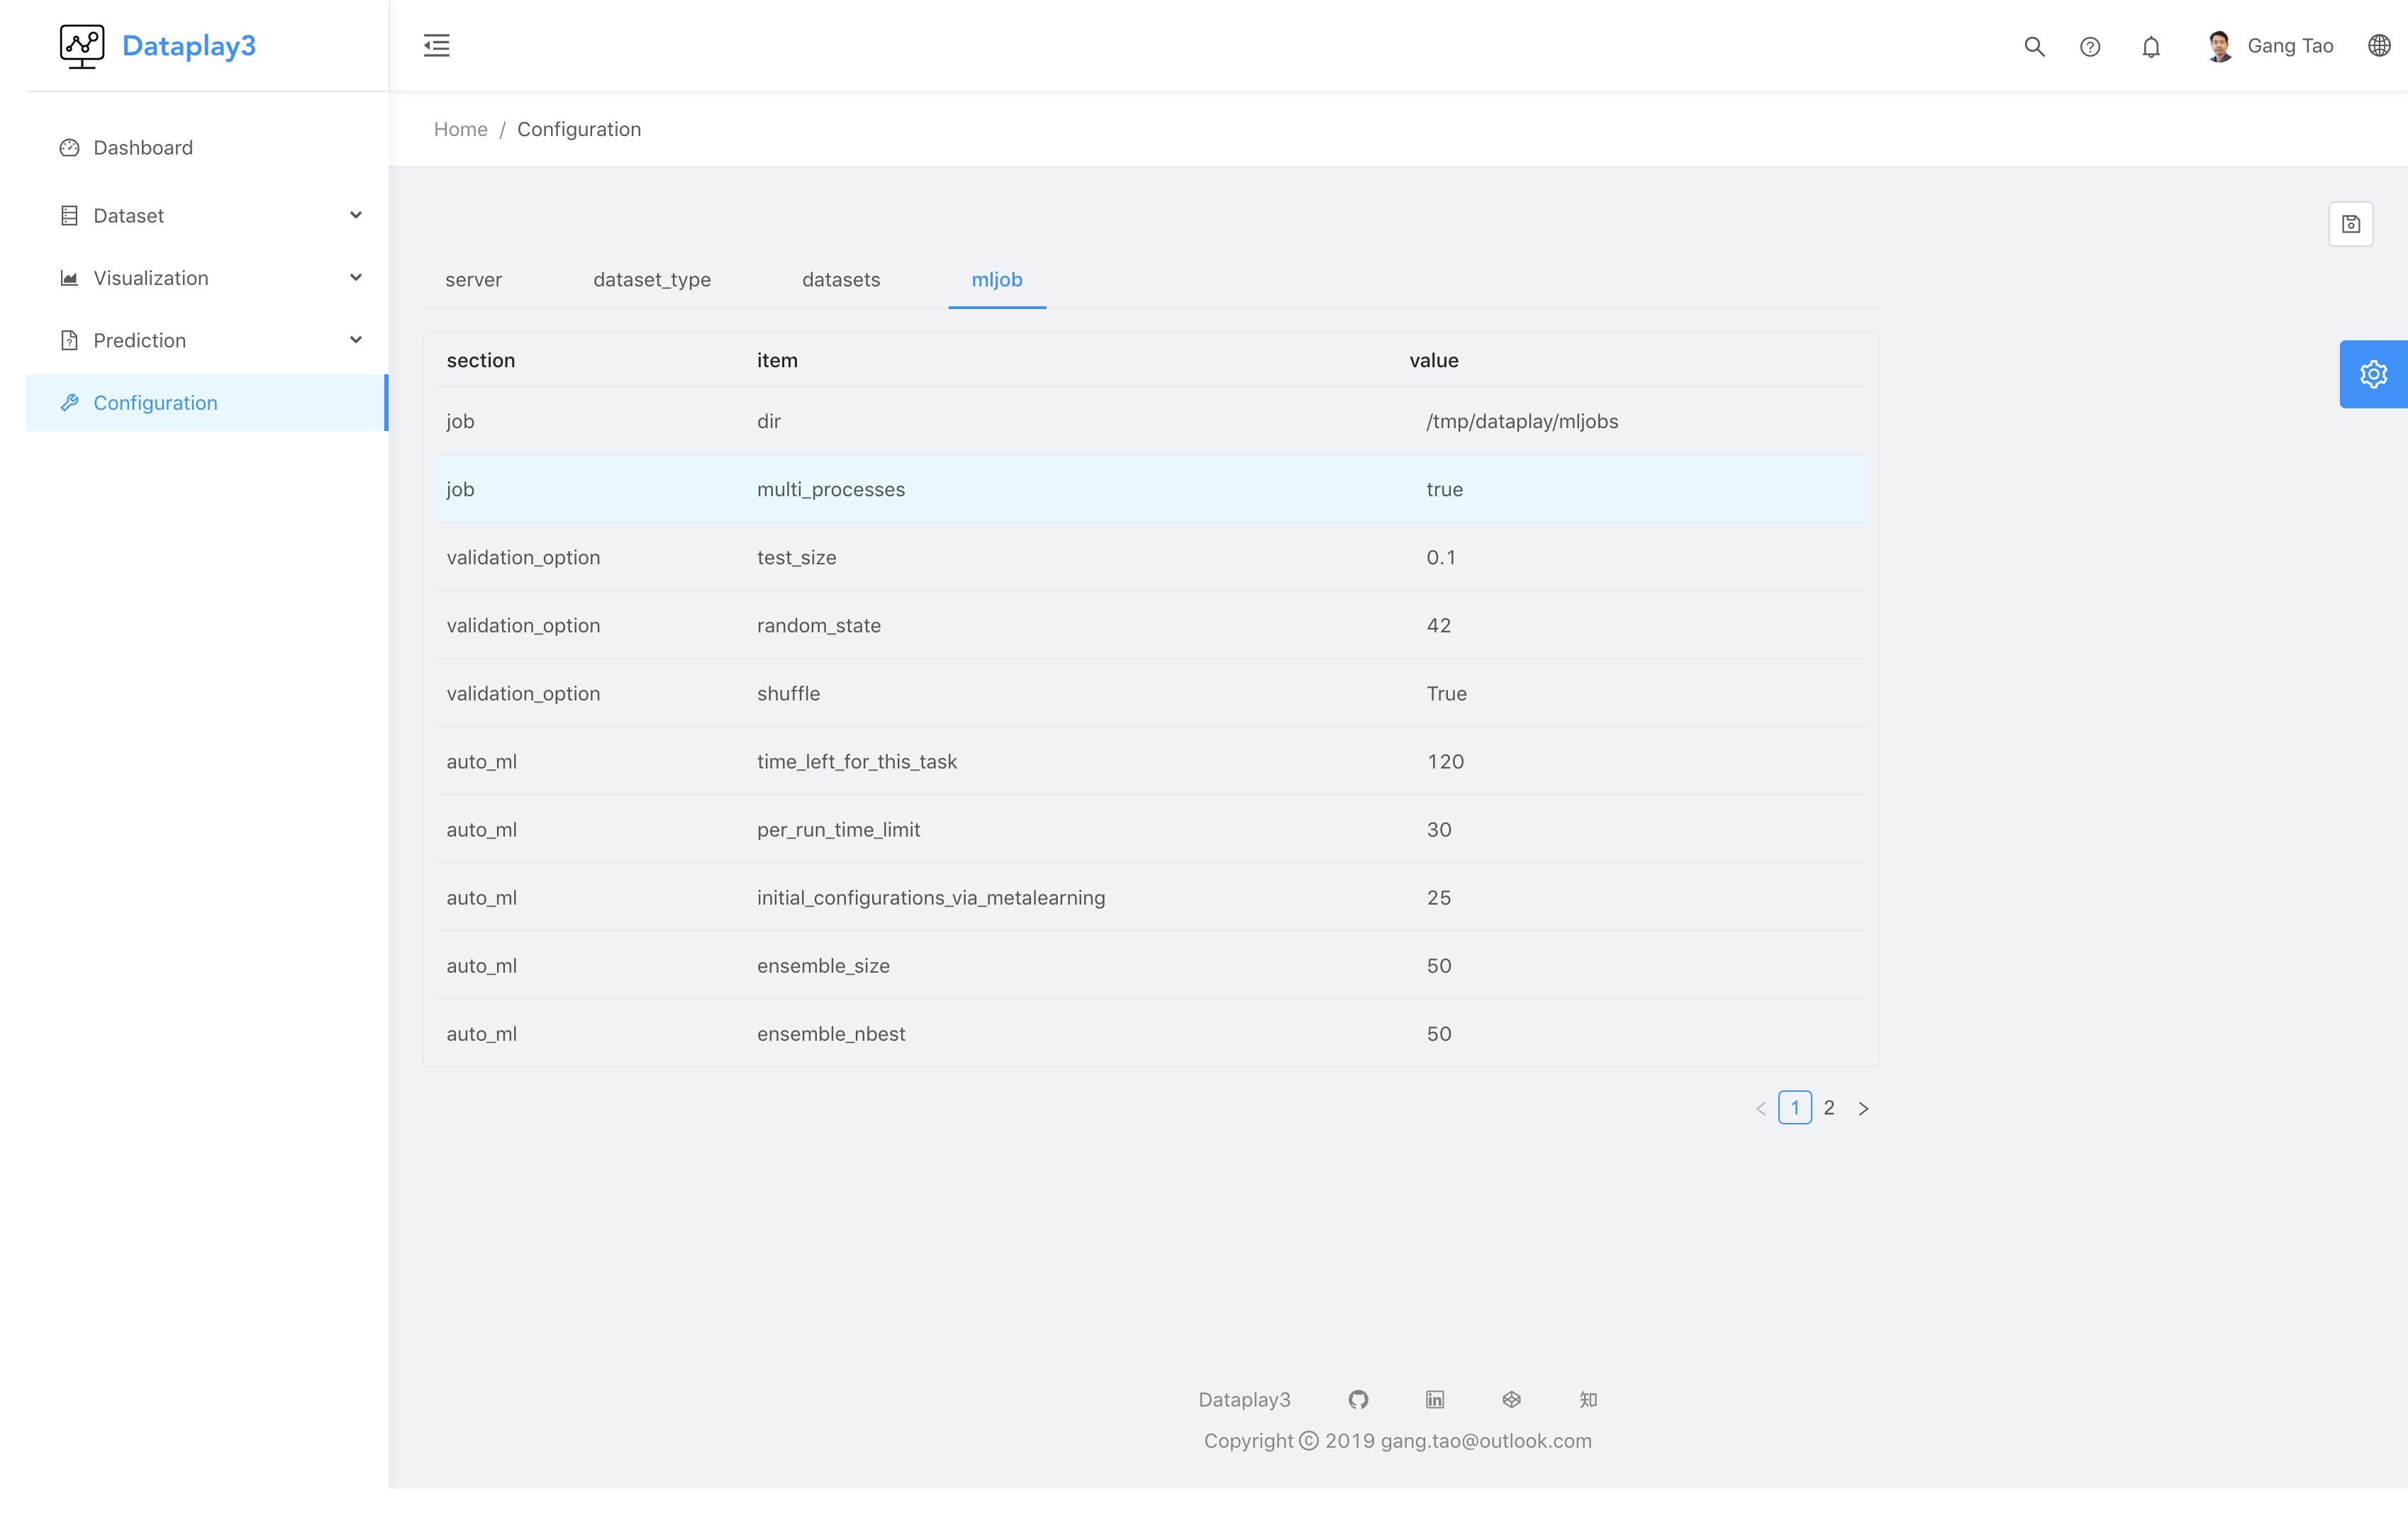 Dataplay3
Gang Tao
Home / Configuration
Dashboard
Dataset
Visualization
Prediction
Configuration
server dataset_type datasets mljob
section item value
job dir /tmp/dataplay/mljobs
job multi_processes true
validation_option test_size 0.1
validation_option random_state 42
validation_option shuffle True
auto_ml time_left_for_this_task 120
auto_ml per_run_time_limit 30
auto_ml initial_configurations_via_metalearning 25
auto_ml ensemble_size 50
auto_ml ensemble_nbest 50
< 1 2 >
Dataplay3 知
Copyright © 2019 gang.tao@outlook.com